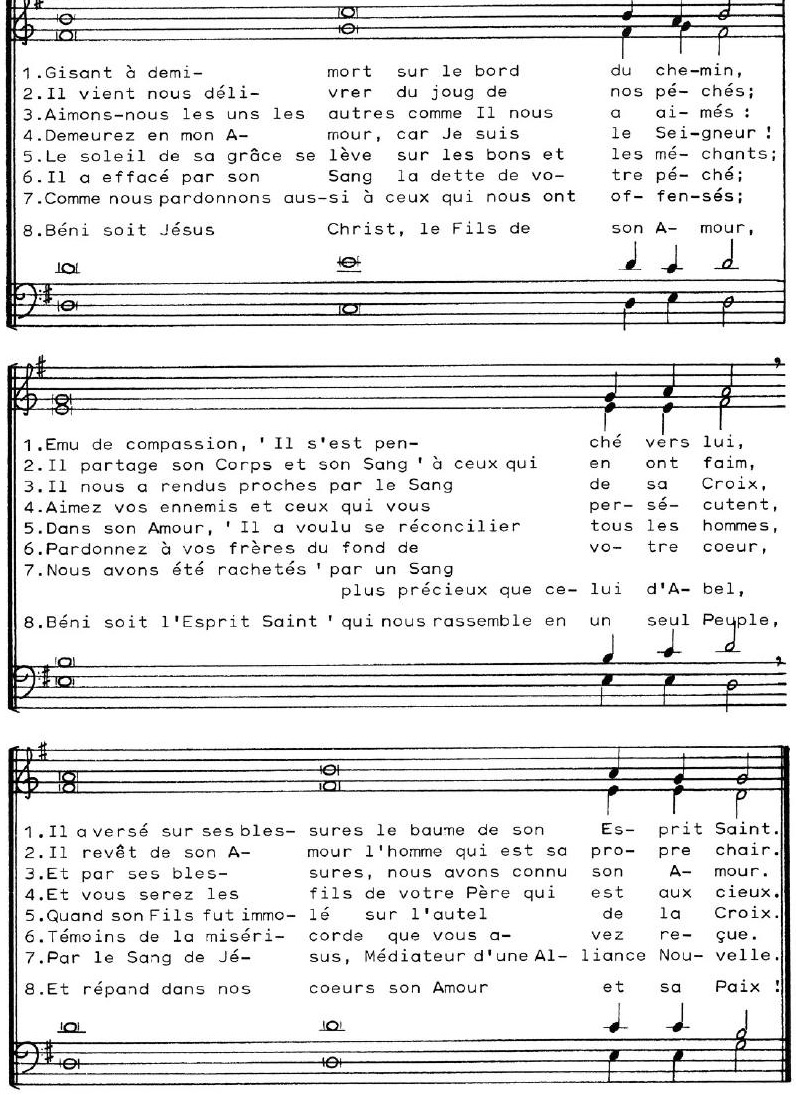 1.Gisant à demi- mort sur le bord du che-min,
2.Il vient nous déli- vrer du joug de nos pé- chés;
3.Aimons-nous les uns les autres comme Il nous a ai- més :
4.Demeurez en mon A- mour, car Je suis le Sei-gneur !
5.Le soleil de sa grâce se lève sur les bons et les mé- chants;
6.Il a effacé par son Sang la dette de vo- tre pé- ché;
7.Comme nous pardonnons aus-si à ceux qui nous ont of- fen-sés;
8.Béni soit Jésus Christ, le Fils de son A- mour,
1.Emu de compassion, ' Il s'est pen- ché vers lui,
2.Il partage son Corps et son Sang ' à ceux qui en ont faim,
3.Il nous a rendus proches par le Sang de sa Croix,
4.Aimez vos ennemis et ceux qui vous per- sé- cutent,
5.Dans son Amour, ' Il a voulu se réconcilier tous les hommes,
6.Pardonnez à vos frères du fond de vo- tre coeur,
7.Nous avons été rachetés ' par un Sang
plus précieux que ce- lui d'A- bel,
8.Béni soit l'Esprit Saint ' qui nous rassemble en un seul Peuple,
1.Il a versé sur ses bles- sures le baume de son Es- prit Saint.
2.Il revêt de son A- mour l'homme qui est sa pro- pre chair.
3.Et par ses bles- sures, nous avons connu son A- mour.
4.Et vous serez les fils de votre Père qui est aux cieux.
5.Quand son Fils fut immo- lé sur l'autel de la Croix.
6.Témoins de la miséri- corde que vous a- vez re- çue.
7.Par le Sang de Jé- sus, Médiateur d'une Al- liance Nou- velle.
8.Et répand dans nos coeurs son Amour et sa Paix !